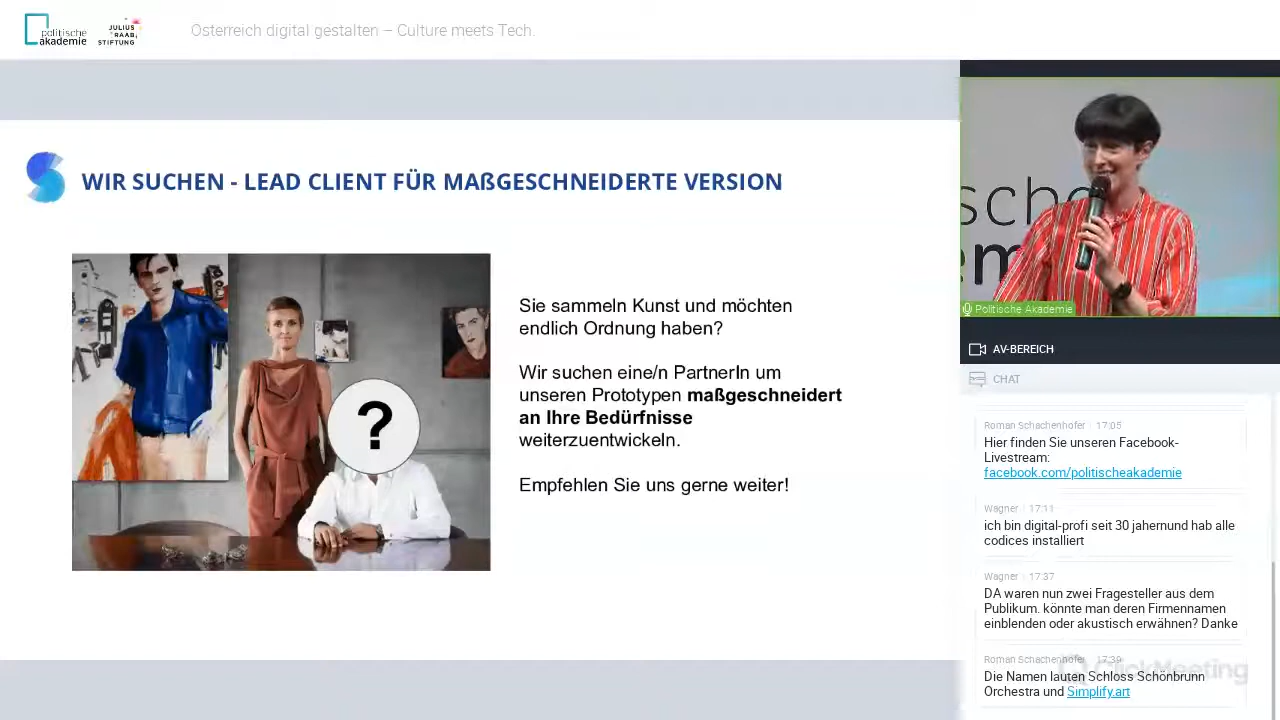 politische
akademie
JULIUS
RAAB
STIFTUNG
Österreich digital gestalten – Culture meets Tech.
WIR SUCHEN - LEAD CLIENT FÜR MAßGESCHNEIDERTE VERSION
?
Sie sammeln Kunst und möchten
endlich Ordnung haben?
Wir suchen eine/n PartnerIn um
unseren Prototypen maßgeschneidert
an Ihre Bedürfnisse
weiterzuentwickeln.
Empfehlen Sie uns gerne weiter!
Politische Akademie
AV-BEREICH
CHAT
Roman Schachenhofer 17:05
Hier finden Sie unseren Facebook-
Livestream:
facebook.com/politischeakademie
Wagner 17:11
ich bin digital-profi seit 30 jahernund hab alle
codices installiert
Wagner 17:37
DA waren nun zwei Fragesteller aus dem
Publikum. könnte man deren Firmennamen
einblenden oder akustisch erwähnen? Danke
Roman Schachenhofer 17:39
Die Namen lauten Schloss Schönbrunn
Orchestra und Simplify.art
ClickMeeting